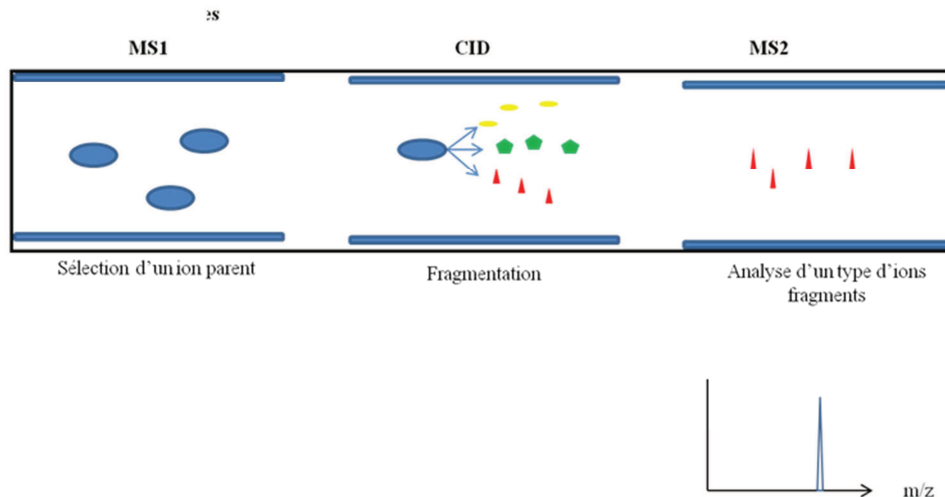 MS1 CID MS2
Sélection d'un ion parent
Fragmentation
Analyse d'un type d'ions
fragments
m/z